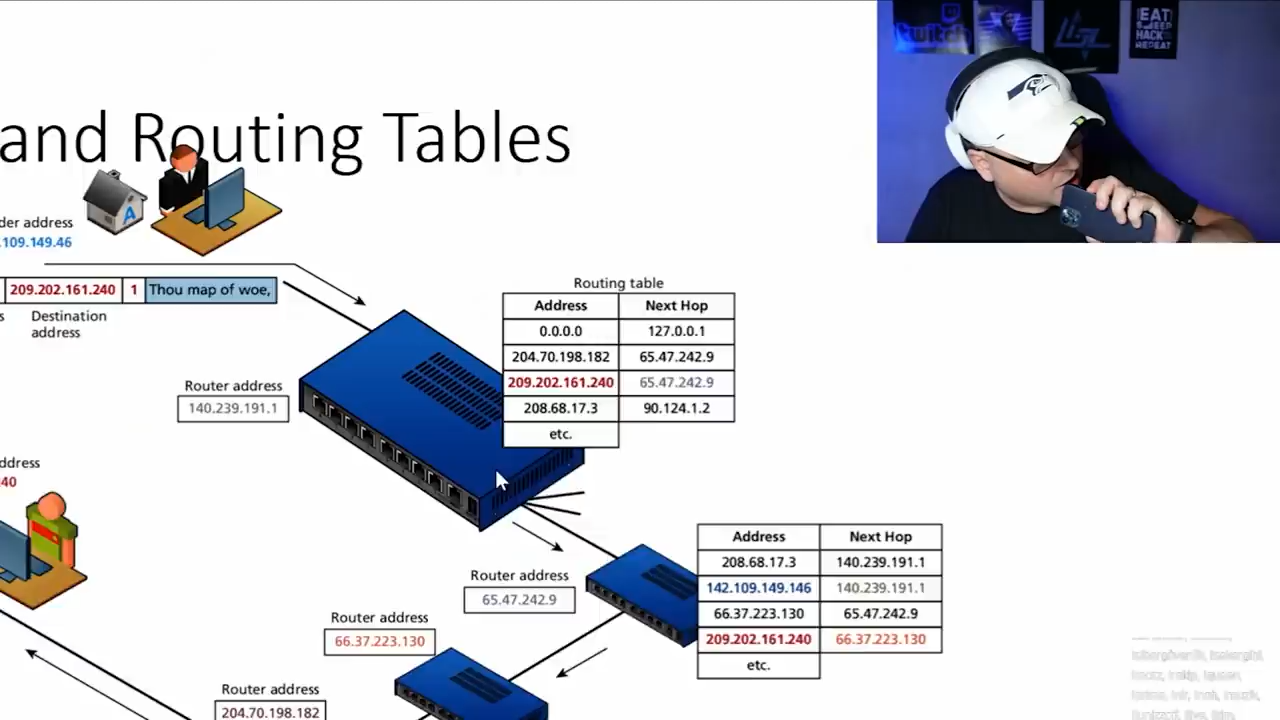 twitch
EAT
SLEEP
HACK
REPEAT
and Routing Tables
A
der address
.109.149.46
209.202.161.240 1 Thou map of woe,
s Destination
address
Routing table
Address Next Hop
0.0.0.0 127.0.0.1
204.70.198.182 65.47.242.9
209.202.161.240 65.47.242.9
208.68.17.3 90.124.1.2
etc.
Router address
140.239.191.1
ddress
40
Address Next Hop
208.68.17.3 140.239.191.1
142.109.149.146 140.239.191.1
66.37.223.130 65.47.242.9
209.202.161.240 66.37.223.130
etc.
Router address
65.47.242.9
Router address
66.37.223.130
Router address
204.70.198.182